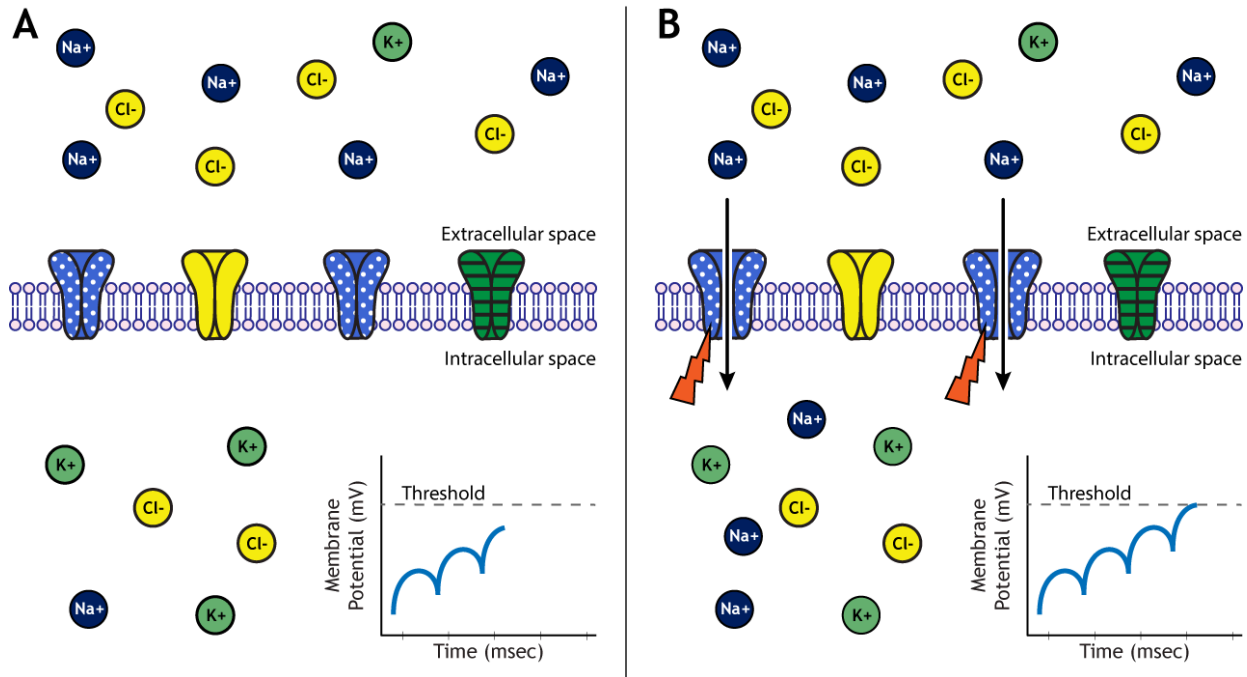 A
Na+
K+
Cl-
Na+
Na+
Cl-
Cl-
Na+
Cl-
Na+
Extracellular space
Intracellular space
K+
K+
Cl-
Cl-
Na+
K+
Membrane
Potential (mV)
Threshold
Time (msec)
B
Na+
K+
Cl-
Na+
Na+
Cl-
Cl-
Na+
Cl-
Na+
Extracellular space
Intracellular space
Na+
K+
K+
Cl-
Na+
Cl-
Na+
K+
Membrane
Potential (mV)
Threshold
Time (msec)